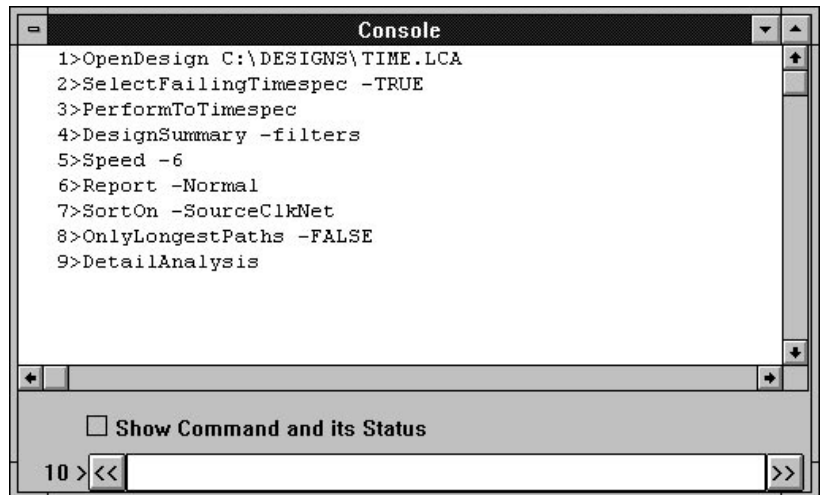 Console
1>OpenDesign C:\DESIGNS\TIME.LCA
2>SelectFailingTimespec -TRUE
3>PerformToTimespec
4>DesignSummary -filters
5>Speed -6
6>Report -Normal
7>SortOn -SourceClkNet
8>OnlyLongestPaths -FALSE
9>DetailAnalysis
Show Command and its Status
10 > << >>